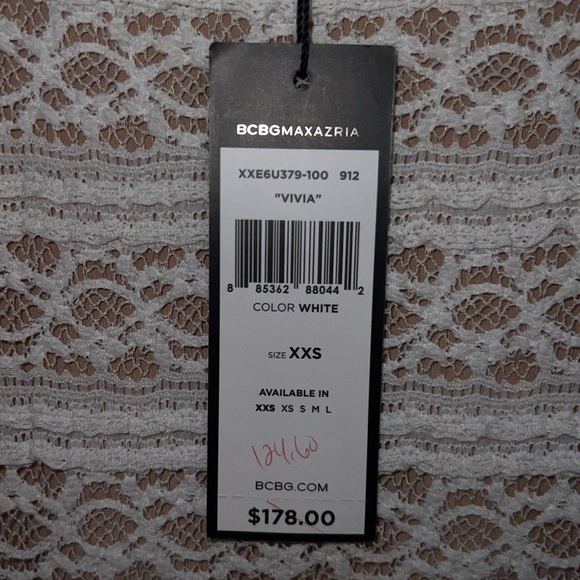 BCBGMAXAZRIA
XXE6U379-100 912
"VIVIA"
8 85362 88044 2
COLOR WHITE
SIZE XXS
AVAILABLE IN
XXS XS S M L
124.60
BCBG.COM
$178.00